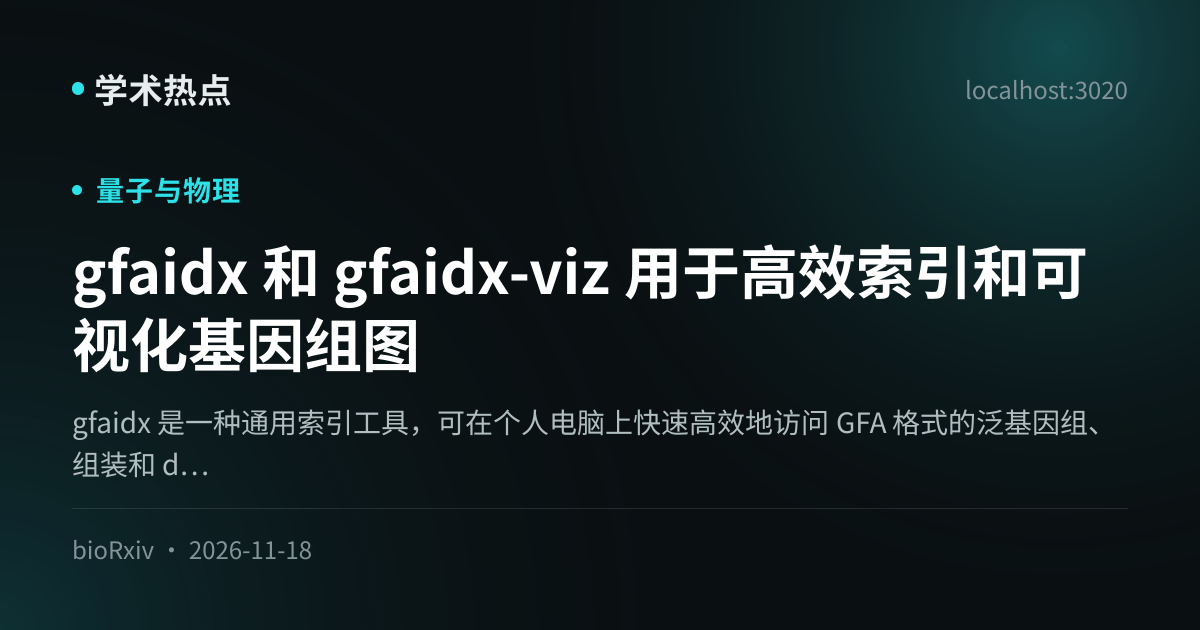 学术热点
localhost:3020
量子与物理
gfaidx 和 gfaidx-viz 用于高效索引和可
视化基因组图
gfaidx 是一种通用索引工具，可在个人电脑上快速高效地访问 GFA 格式的泛基因组、
组装和 d…
bioRxiv • 2026-11-18